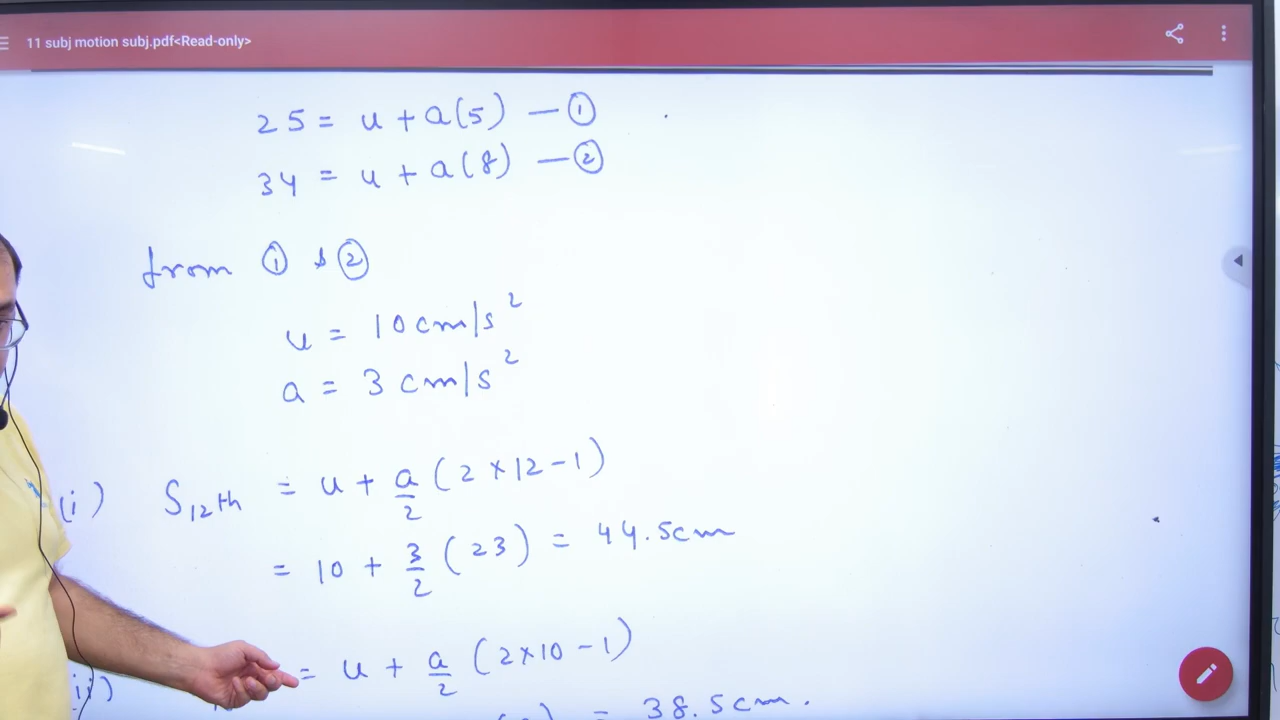 11 subj motion subj.pdf<Read-only>
25 = u + a(5) — ①
34 = u + a(8) — ②
from ① & ②
u = 10 cm/s²
a = 3 cm/s²
(i) S₁₂th = u + a/2 (2 × 12 - 1)
= 10 + 3/2 (23) = 44.5cm
ii) = u + a/2 (2×10 - 1)
= 38.5cm.